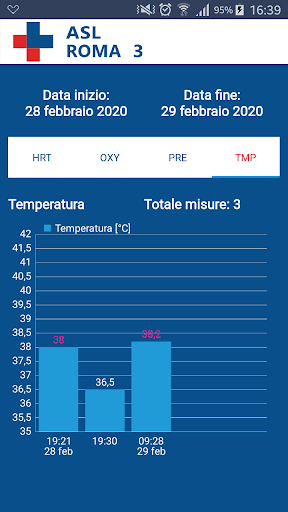 95% 16:39
ASL
ROMA 3
Data inizio: Data fine:
28 febbraio 2020 29 febbraio 2020
HRT OXY PRE TMP
Temperatura Totale misure: 3
Temperatura [°C]
42
41,5
41
40,5
40
39,5
39
38,5
38
37,5
37
36,5
36
35,5
35
38
36,5
38,2
19:21 19:30 09:28
28 feb 29 feb